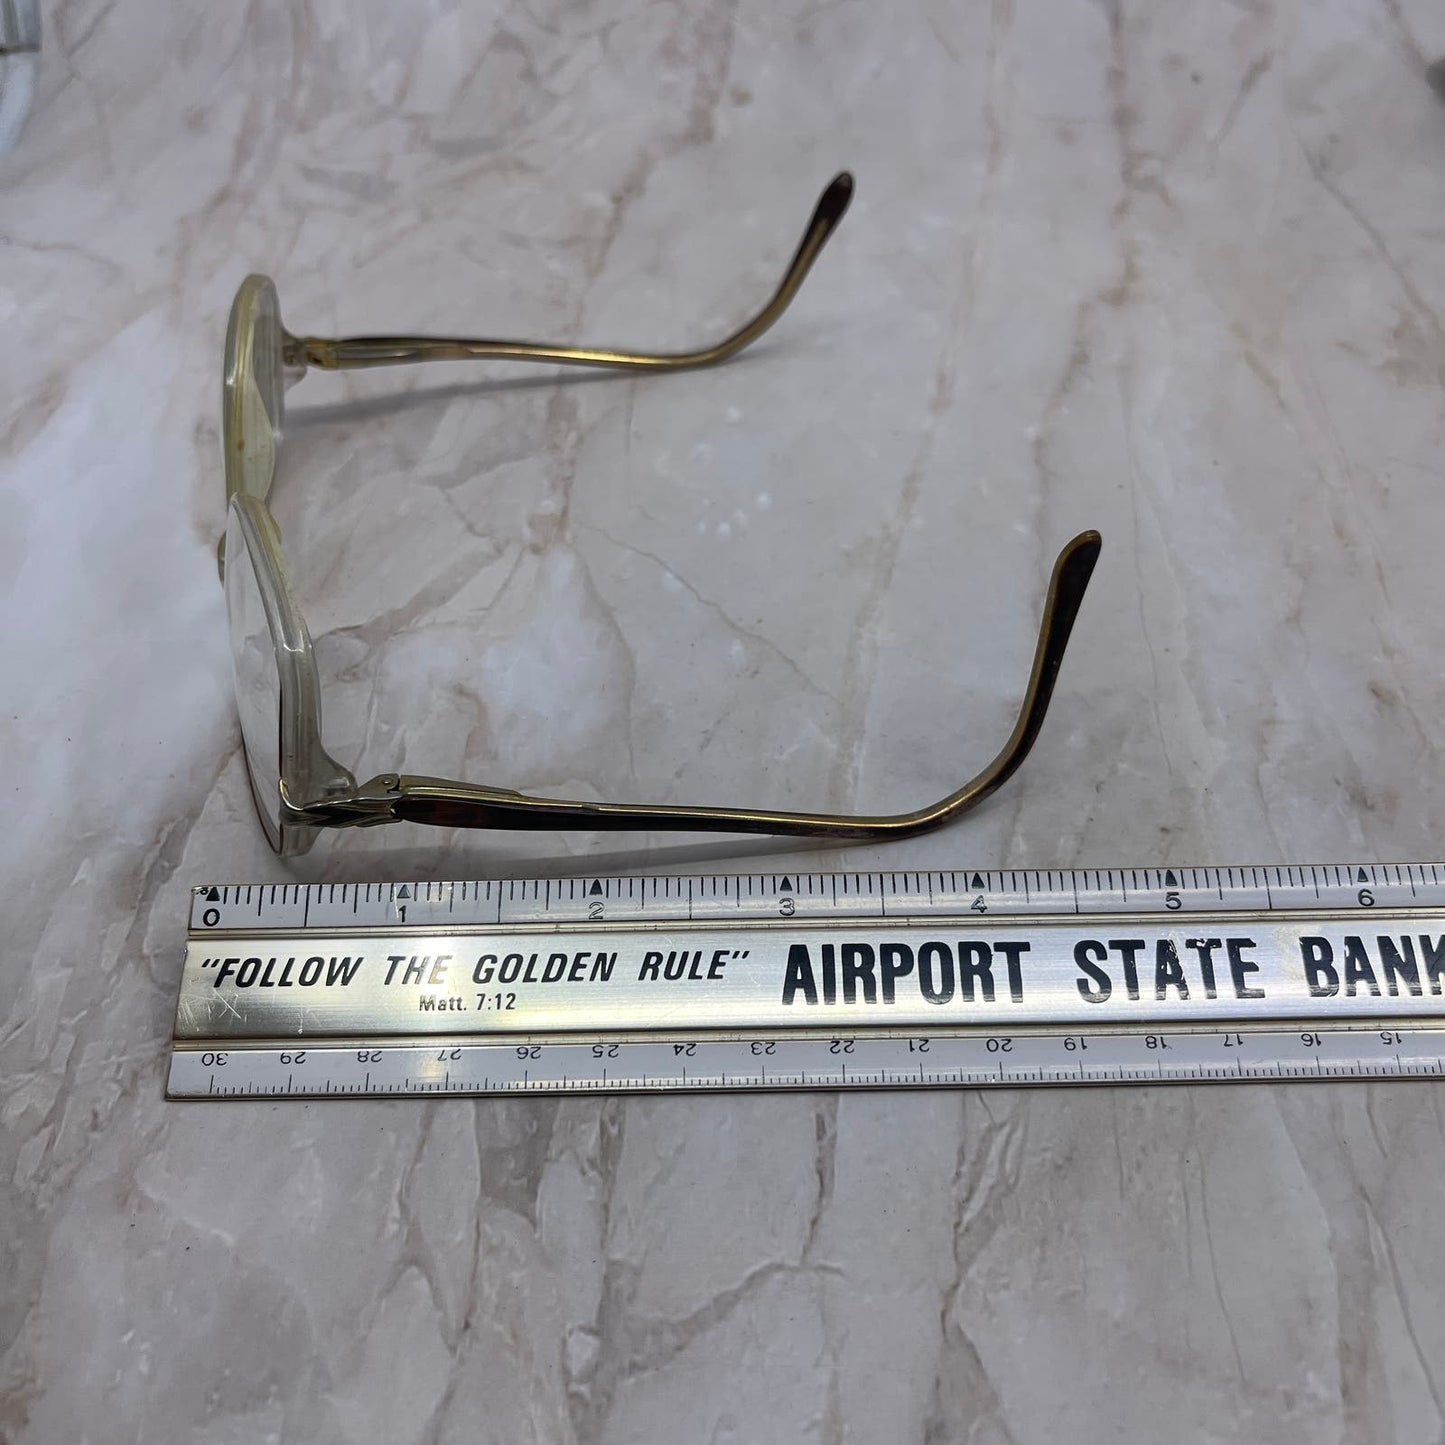 0 1 2 3 4 5 6
"FOLLOW THE GOLDEN RULE" AIRPORT STATE BANK
Matt. 7:12
30 29 28 27 26 25 24 23 22 21 20 19 18 17 16 15